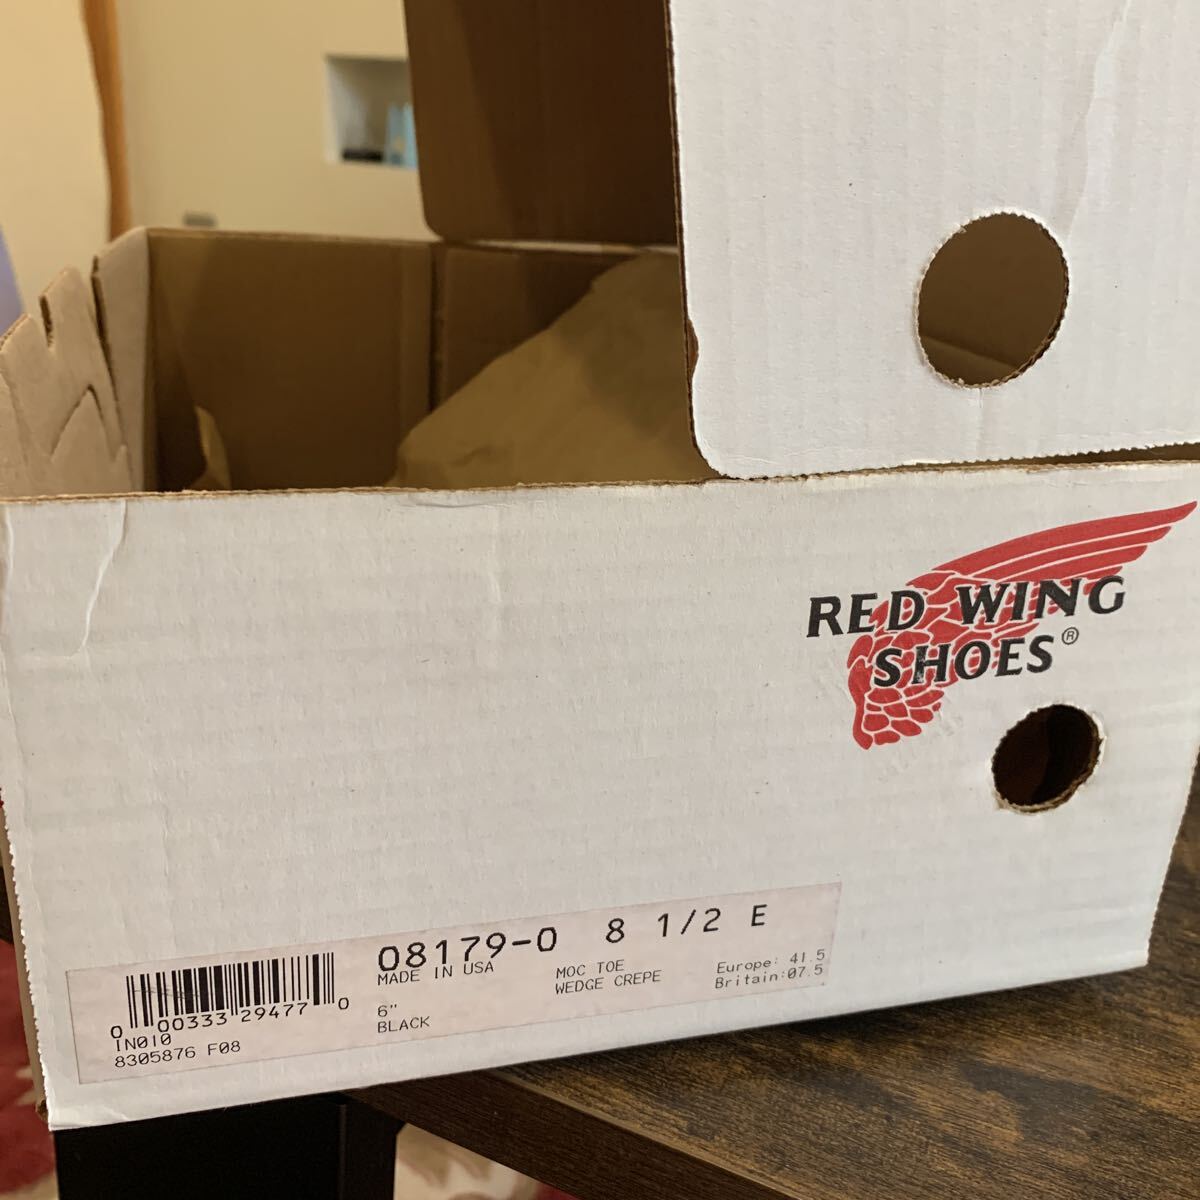 RED WING
SHOES®
08179-0 8 1/2 E
MADE IN USA
MOC TOE
WEDGE CREPE
Europe: 41.5
Britain:07.5
6"
BLACK
0 00333 29477 0
IN010
8305876 F08